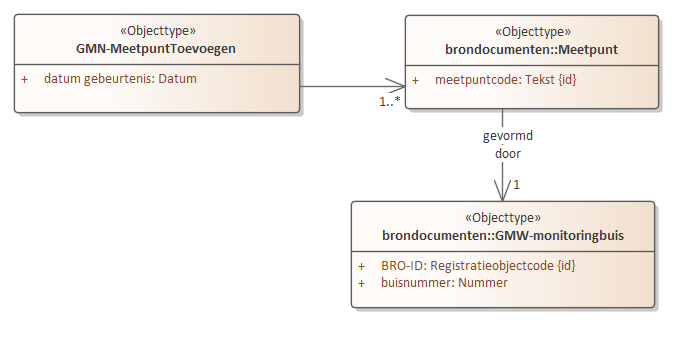 «Objecttype»
GMN-MeetpuntToevoegen
+ datum gebeurtenis: Datum
«Objecttype»
brondocumenten::Meetpunt
+ meetpuntcode: Tekst {id}
1..*
gevormd
door
1
«Objecttype»
brondocumenten::GMW-monitoringbuis
+ BRO-ID: Registratieobjectcode {id}
+ buisnummer: Nummer